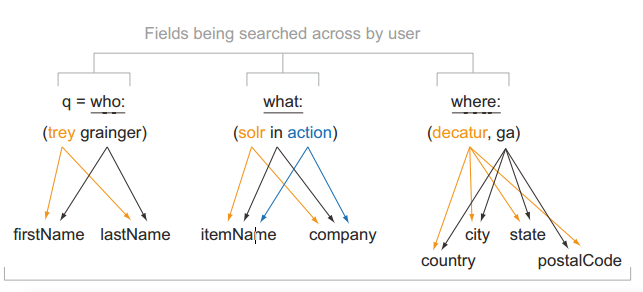 Fields being searched across by user
q = who: what: where:
(trey grainger) (solr in action) (decatur, ga)
firstName lastName itemName company city state
country postalCode